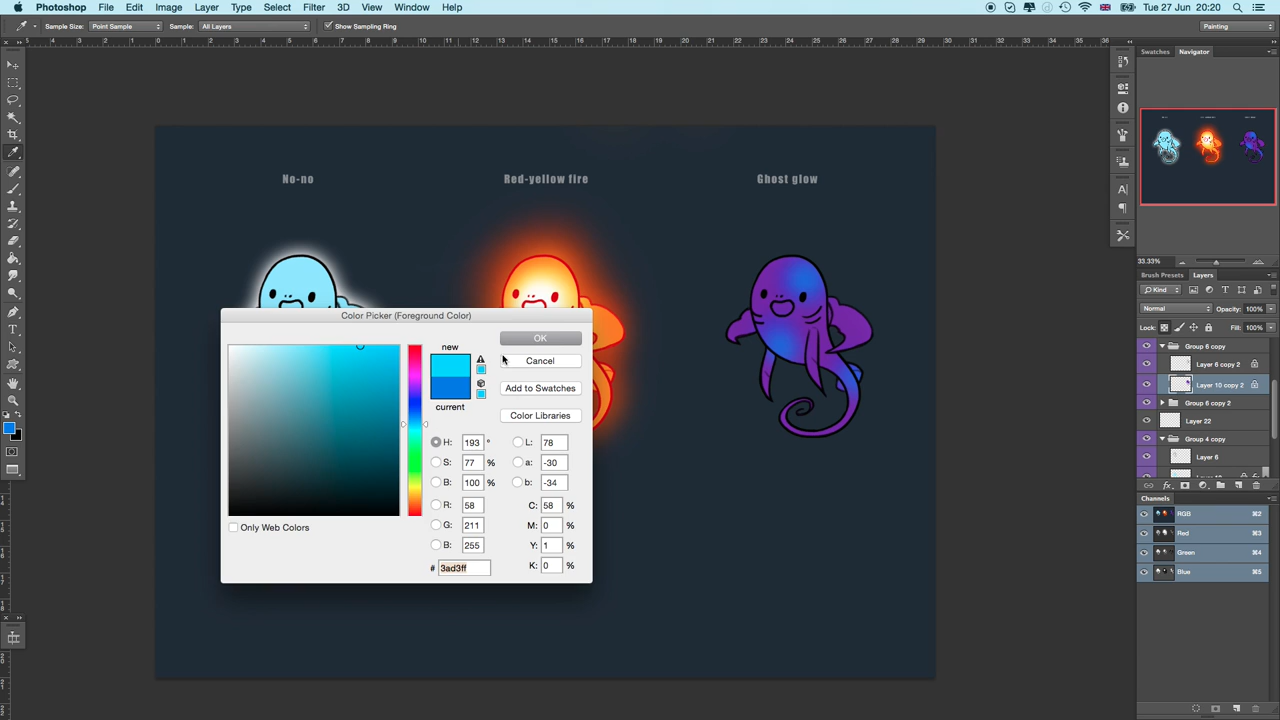 Photoshop File Edit Image Layer Type Select Filter 3D View Window Help Tue 27 Jun 20:20
Sample Size: Point Sample Sample: All Layers Show Sampling Ring Painting
Swatches Navigator
No-no Red-yellow fire Ghost glow
33.33%
Brush Presets Layers
Kind
Normal Opacity: 100%
Lock: Fill: 100%
Group 6 copy
Layer 6 copy 2
Layer 10 copy 2
Group 6 copy 2
Layer 22
Group 4 copy
Layer 6
Channels
RGB ⌘2
Red ⌘3
Green ⌘4
Blue ⌘5
Color Picker (Foreground Color)
new
current
OK
Cancel
Add to Swatches
Color Libraries
H: 193 ° L: 78
S: 77 % a: -30
B: 100 % b: -34
R: 58 C: 58 %
G: 211 M: 0 %
B: 255 Y: 1 %
# 3ad3ff K: 0 %
Only Web Colors